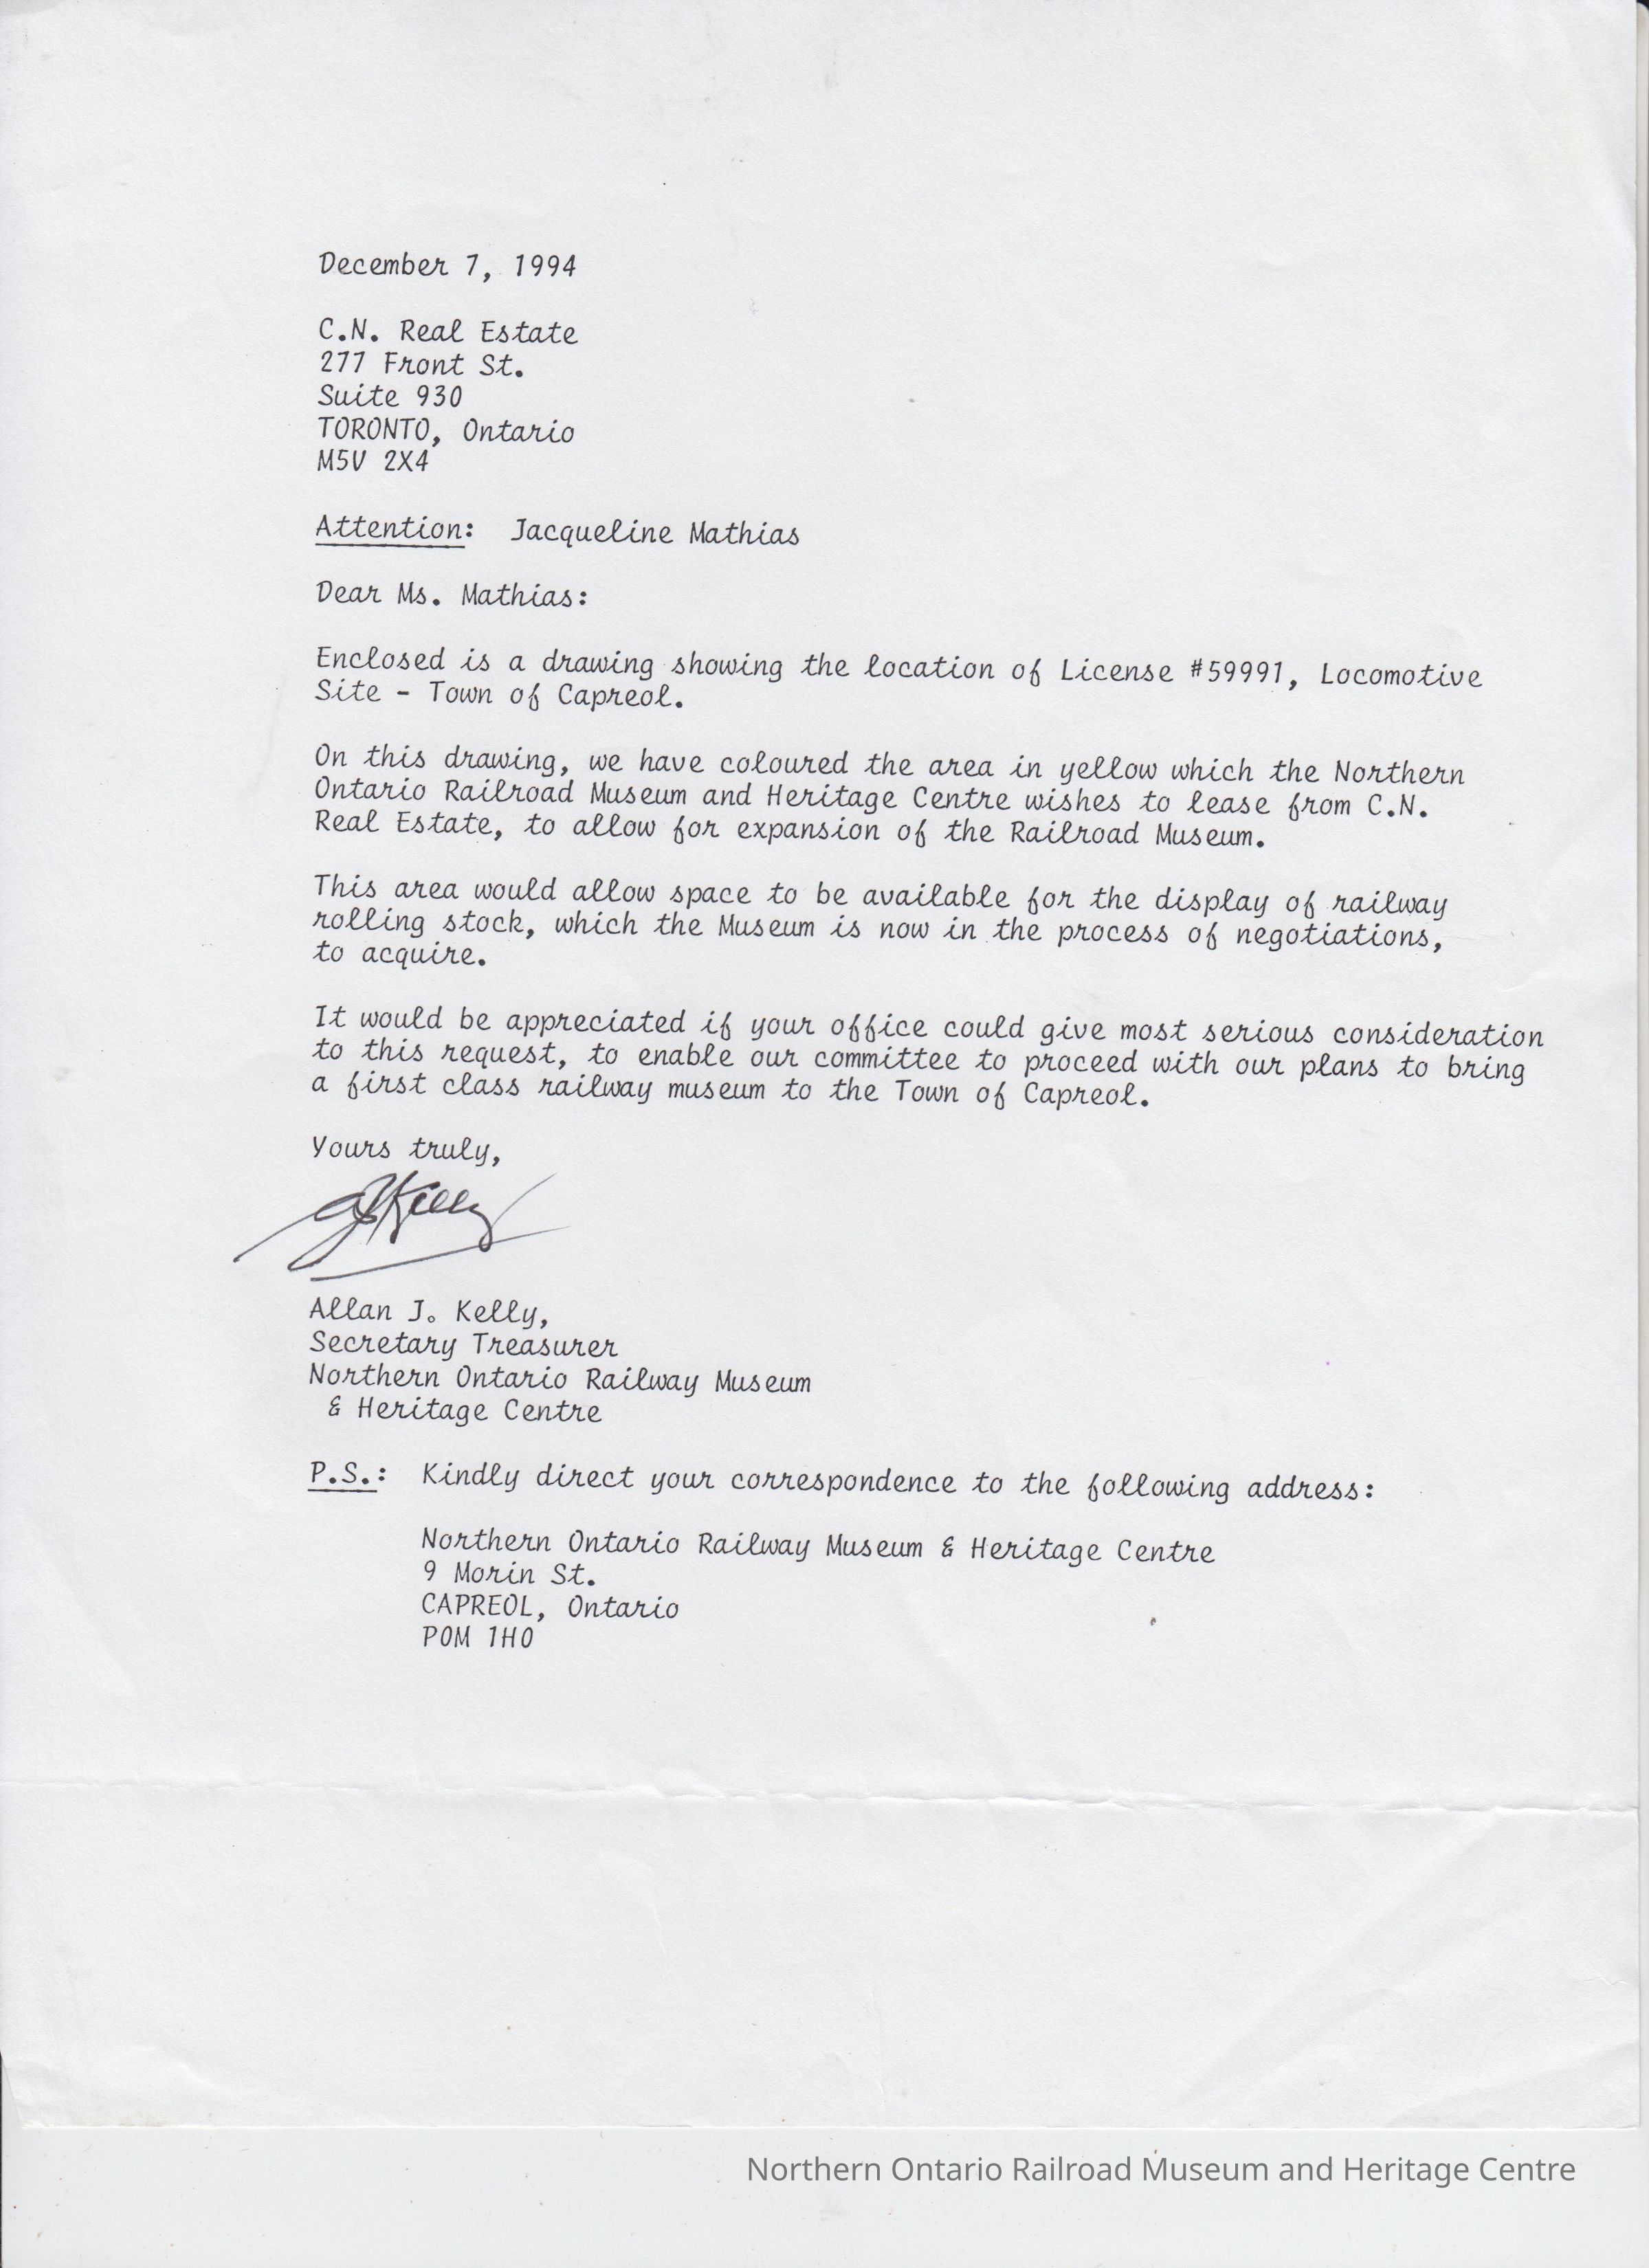 December 7, 1994
C.N. Real Estate
277 Front St.
Suite 930
TORONTO, Ontario
M5V 2X4
Attention: Jacqueline Mathias
Dear Ms. Mathias:
Enclosed is a drawing showing the location of License #59991, Locomotive
Site - Town of Capreol.
On this drawing, we have coloured the area in yellow which the Northern
Ontario Railroad Museum and Heritage Centre wishes to lease from C.N.
Real Estate, to allow for expansion of the Railroad Museum.
This area would allow space to be available for the display of railway
rolling stock, which the Museum is now in the process of negotiations,
to acquire.
It would be appreciated if your office could give most serious consideration
to this request, to enable our committee to proceed with our plans to bring
a first class railway museum to the Town of Capreol.
Yours truly,
AJKelly
Allan J. Kelly,
Secretary Treasurer
Northern Ontario Railway Museum
& Heritage Centre
P.S.: Kindly direct your correspondence to the following address:
Northern Ontario Railway Museum & Heritage Centre
9 Morin St.
CAPREOL, Ontario
P0M 1H0
Northern Ontario Railroad Museum and Heritage Centre